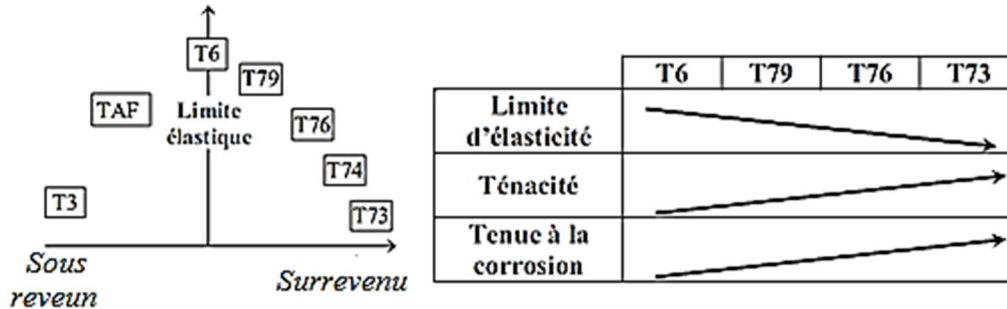 T6
T79
TAF
Limite
élastique
T76
T74
T3
T73
Sous
reveun
Surrevenu
T6 T79 T76 T73
Limite
d'élasticité
Ténacité
Tenue à la
corrosion